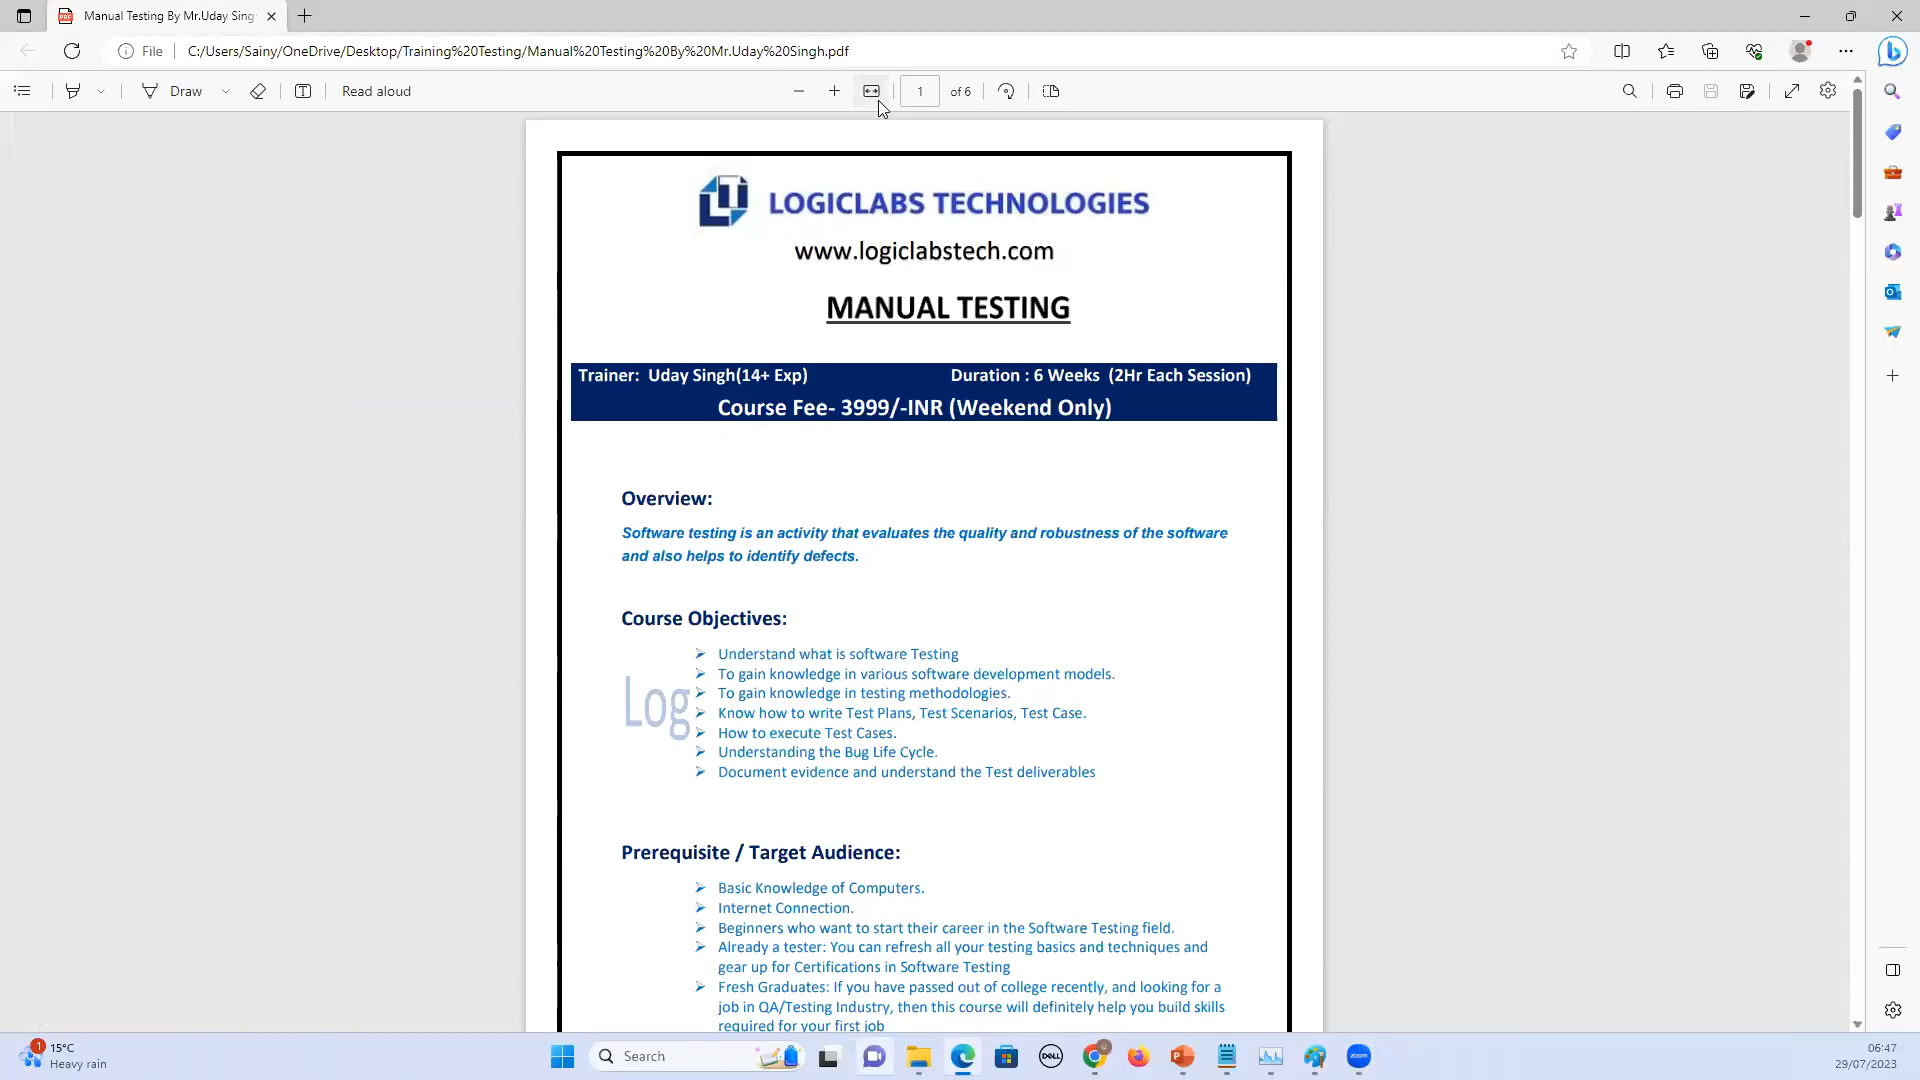 Manual Testing By Mr.Uday Sing
File
C:/Users/Sainy/OneDrive/Desktop/Training%20Testing/Manual%20Testing%20By%20Mr.Uday%20Singh.pdf
Draw
Read aloud
1
of 6
LOGICLABS TECHNOLOGIES
www.logiclabstech.com
MANUAL TESTING
Trainer: Uday Singh(14+ Exp) Duration : 6 Weeks (2Hr Each Session)
Course Fee- 3999/-INR (Weekend Only)
Overview:
Software testing is an activity that evaluates the quality and robustness of the software
and also helps to identify defects.
Course Objectives:
Log
➢ Understand what is software Testing
➢ To gain knowledge in various software development models.
➢ To gain knowledge in testing methodologies.
➢ Know how to write Test Plans, Test Scenarios, Test Case.
➢ How to execute Test Cases.
➢ Understanding the Bug Life Cycle.
➢ Document evidence and understand the Test deliverables
Prerequisite / Target Audience:
➢ Basic Knowledge of Computers.
➢ Internet Connection.
➢ Beginners who want to start their career in the Software Testing field.
➢ Already a tester: You can refresh all your testing basics and techniques and
gear up for Certifications in Software Testing
➢ Fresh Graduates: If you have passed out of college recently, and looking for a
job in QA/Testing Industry, then this course will definitely help you build skills
required for your first job
1
15°C
Heavy rain
Search
DELL
zoom
06:47
29/07/2023